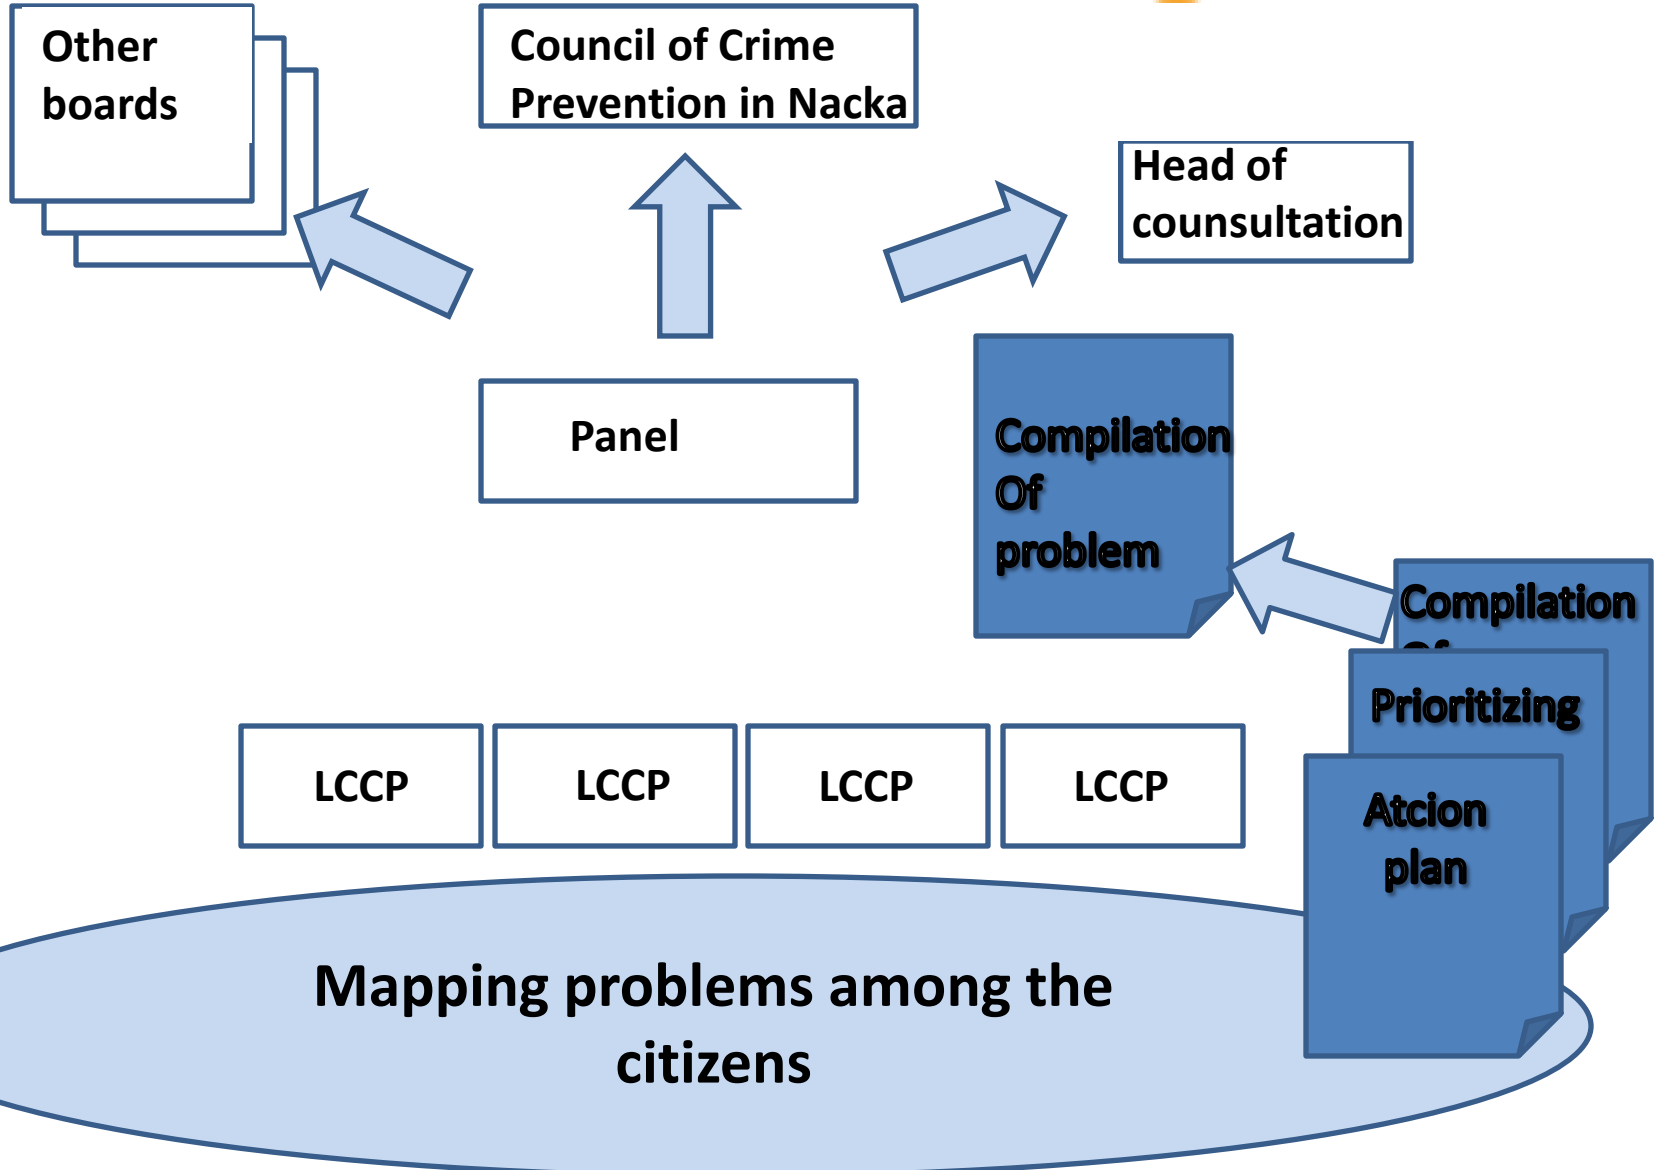 Other
boards
Council of Crime
Prevention in Nacka
Head of
counsultation
Panel
Compilation
Of
problem
Compilation
Of
Prioritizing
Atcion
plan
LCCP
LCCP
LCCP
LCCP
Mapping problems among the
citizens